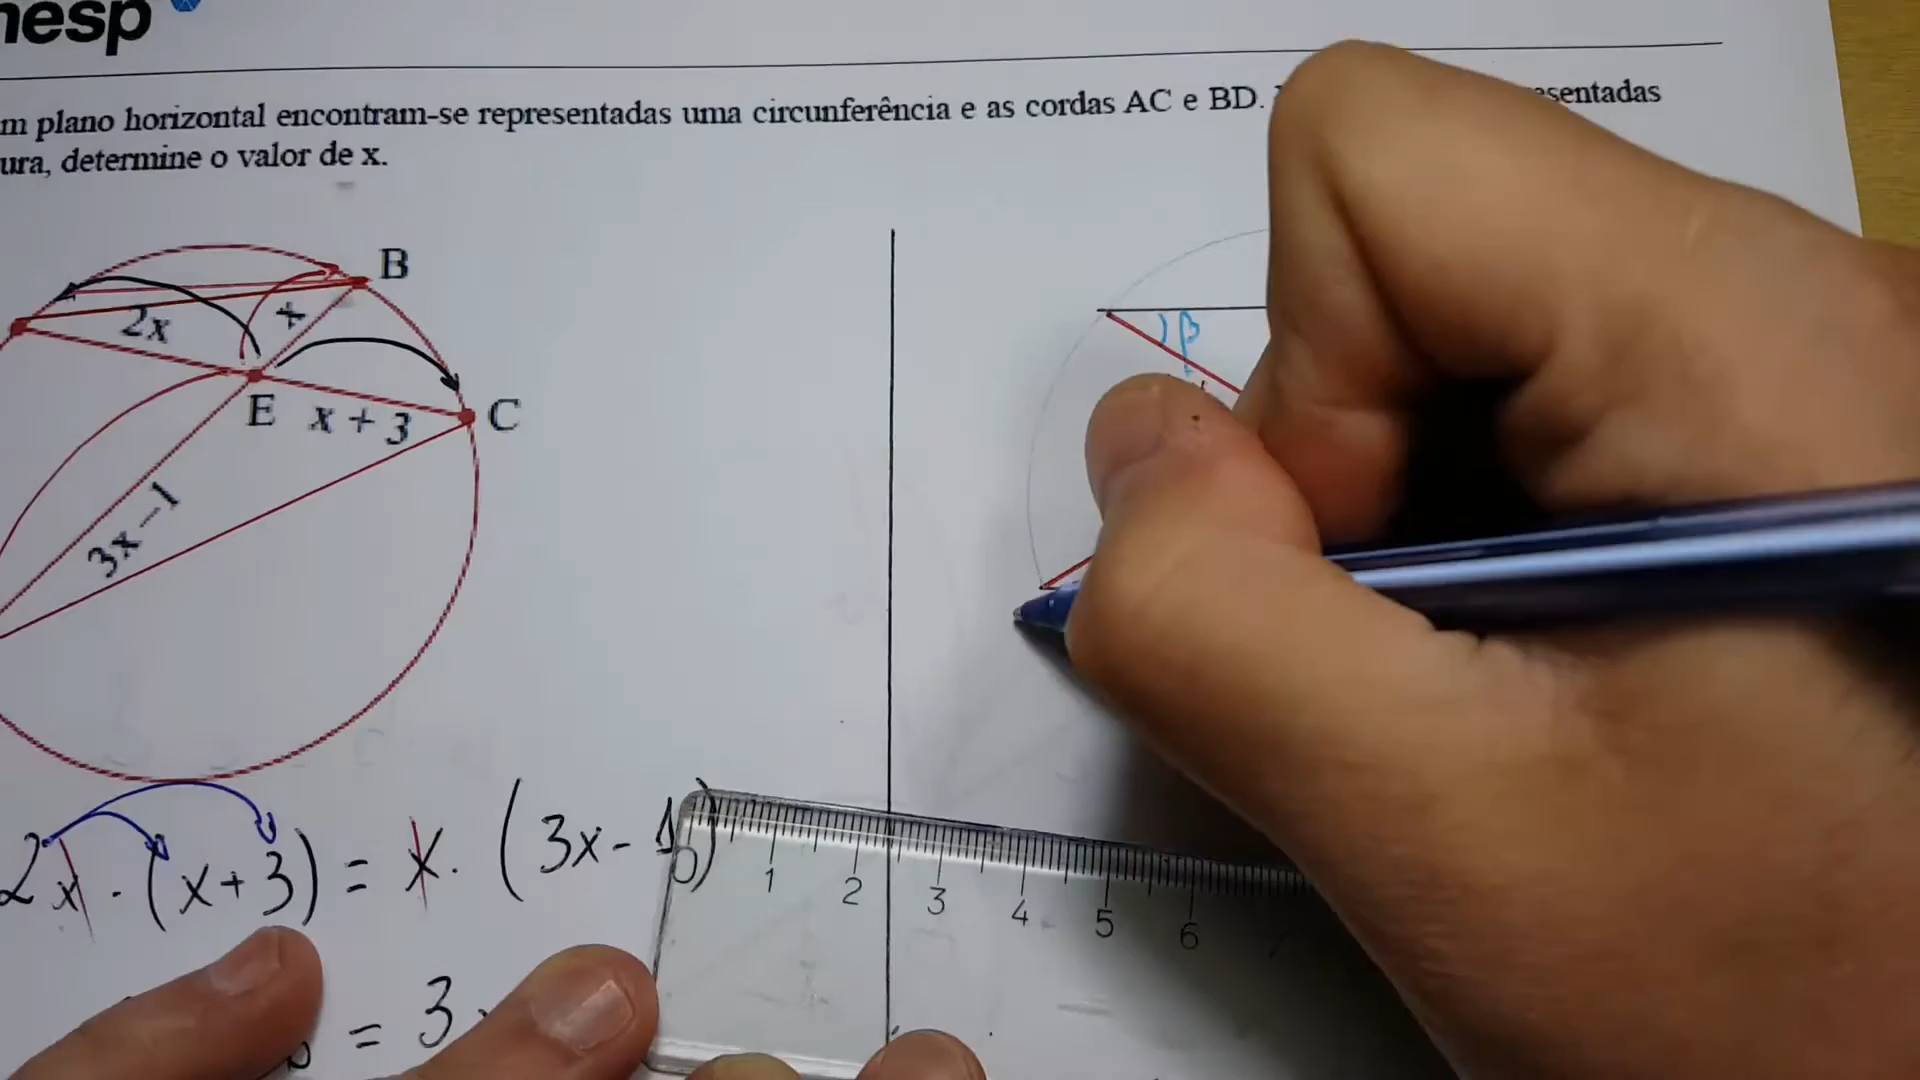 nesp
m plano horizontal encontram-se representadas uma circunferência e as cordas AC e BD. sentadas
ura, determine o valor de x.
B
2x
x
β
E
x + 3
C
3x – 1
2x · (x+3) = x · (3x - 1)
0 1 2 3 4 5 6
= 3